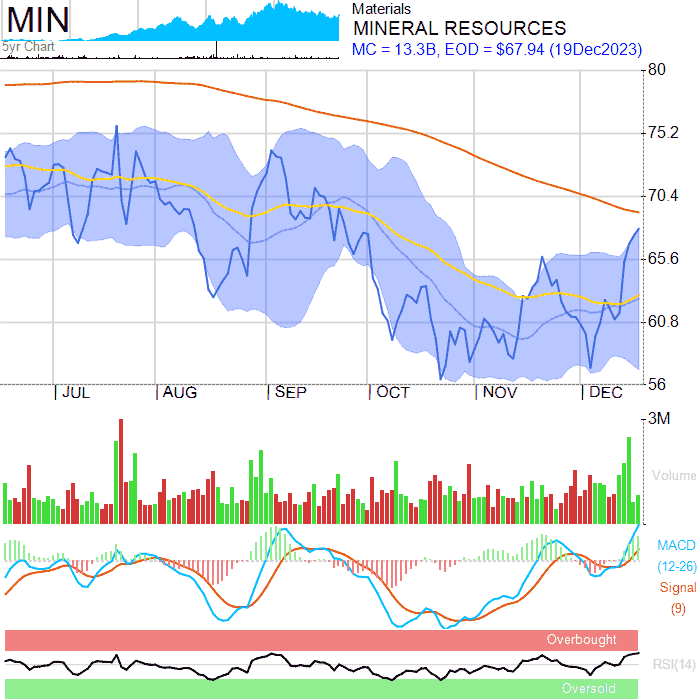 MIN
Materials
MINERAL RESOURCES
5yr Chart
MC = 13.3B, EOD = $67.94 (19Dec2023)
80
75.2
70.4
65.6
60.8
56
JUL AUG SEP OCT NOV DEC
3M
Volume
MACD
(12-26)
Signal
(9)
Overbought
RSI(14)
Oversold